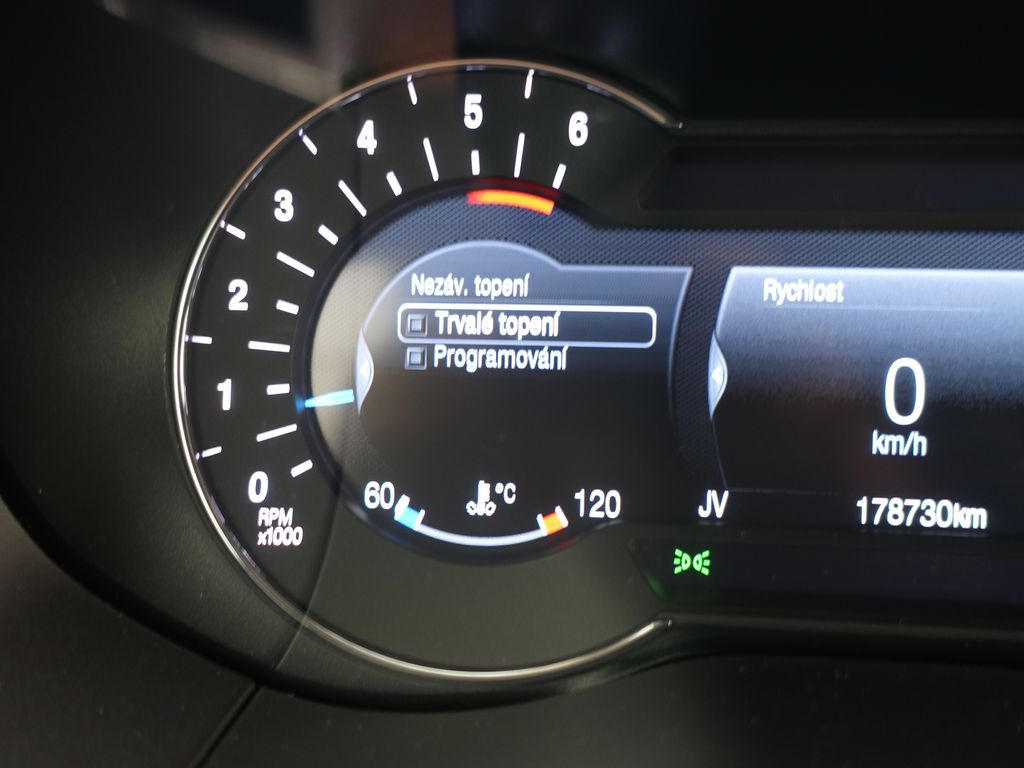 0
1
2
3
4
5
6
RPM
x1000
Nezáv. topení
Trvalé topení
Programování
60
°C
120
Rychlost
0
km/h
JV
178730km